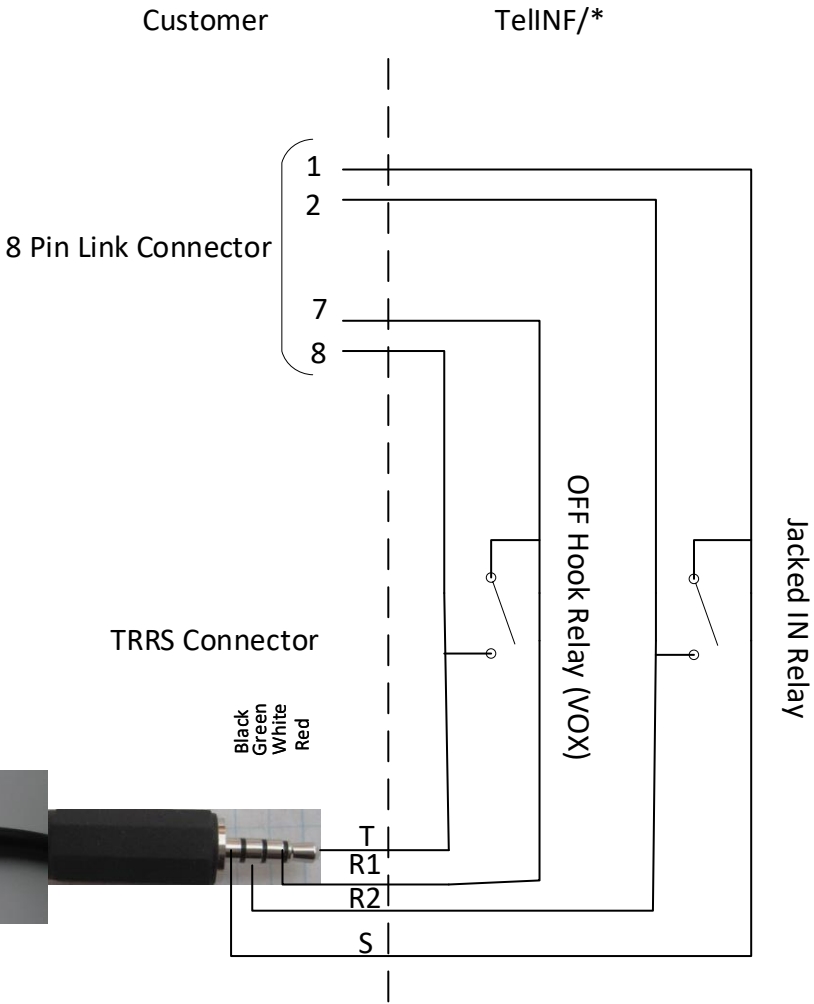 Customer
TelINF/*
1
2
8 Pin Link Connector
7
8
OFF Hook Relay (VOX)
Jacked IN Relay
TRRS Connector
Black
Green
White
Red
T
R1
R2
S